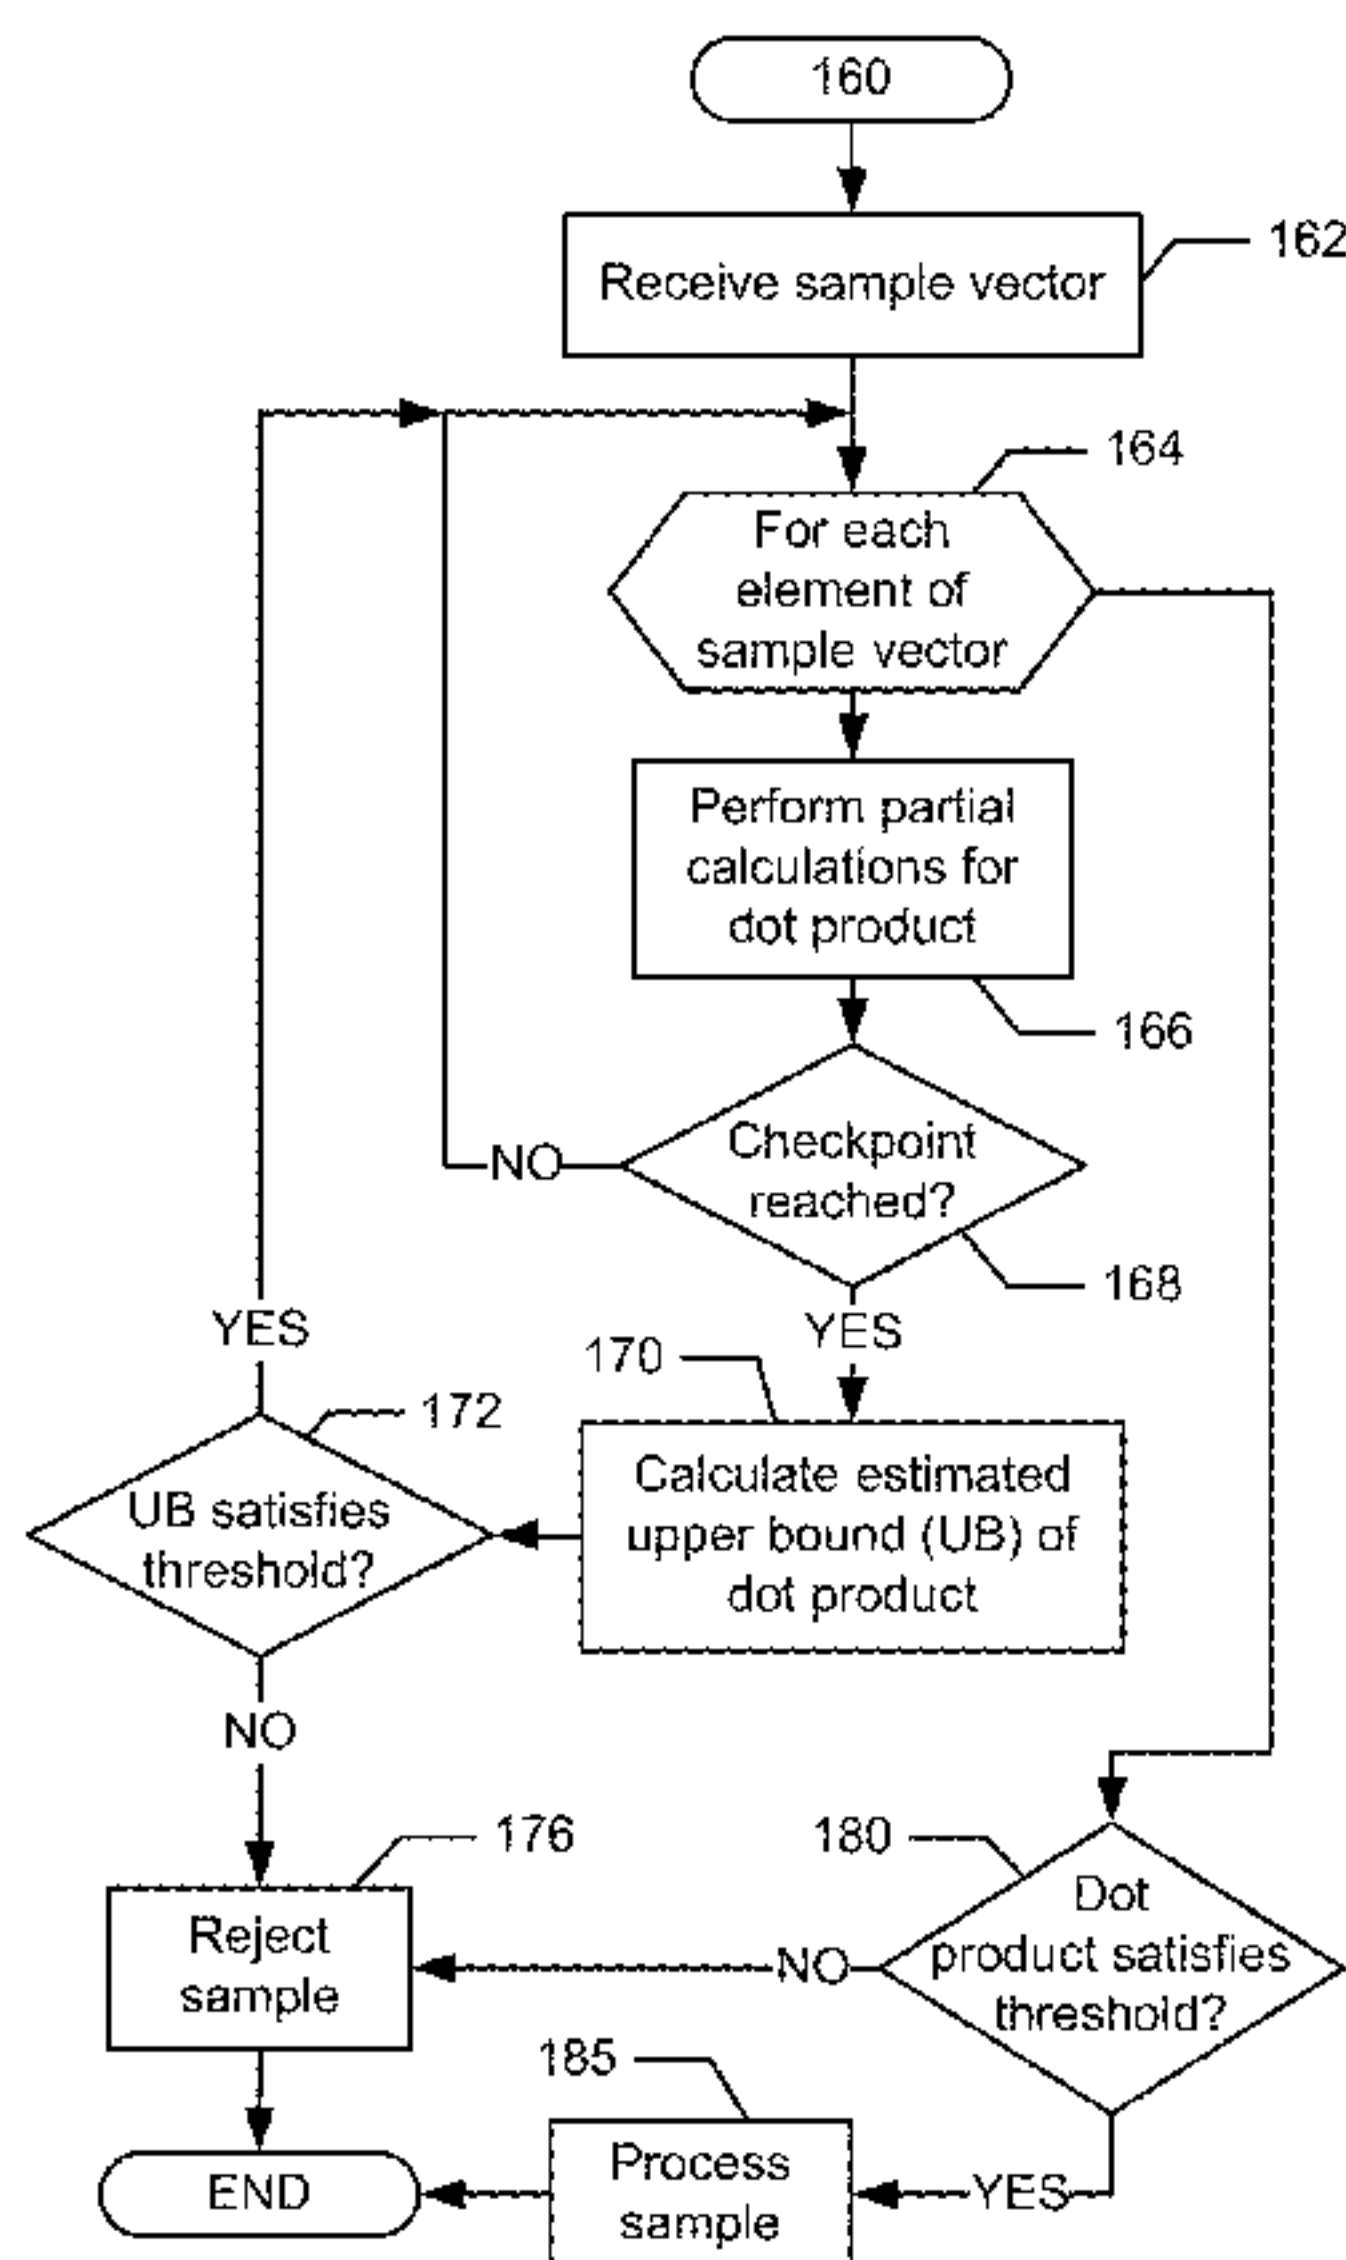 160
Receive sample vector
162
164
For each
element of
sample vector
Perform partial
calculations for
dot product
166
Checkpoint
reached?
NO
168
YES
YES
170
172
Calculate estimated
upper bound (UB) of
dot product
UB satisfies
threshold?
NO
176
180
Reject
sample
NO
Dot
product satisfies
threshold?
185
Process
sample
YES
END